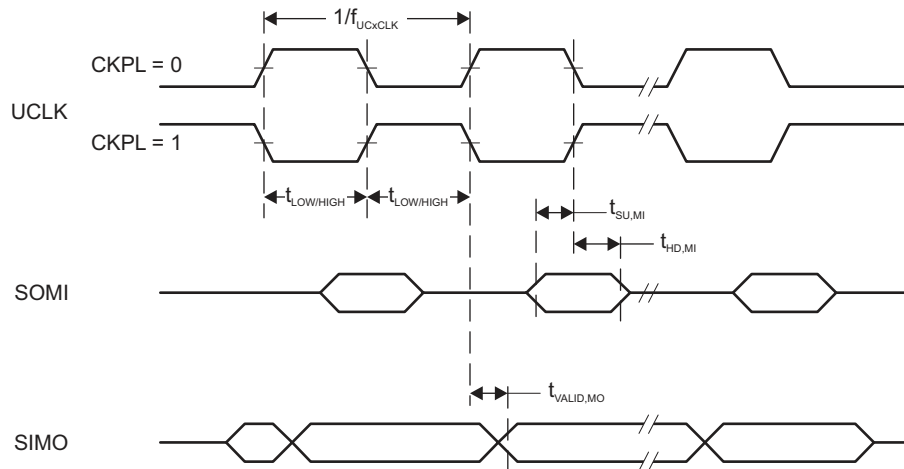 1/fUCxCLK
CKPL = 0
UCLK
CKPL = 1
tLOW/HIGH tLOW/HIGH
tSU,MI
tHD,MI
SOMI
tVALID,MO
SIMO